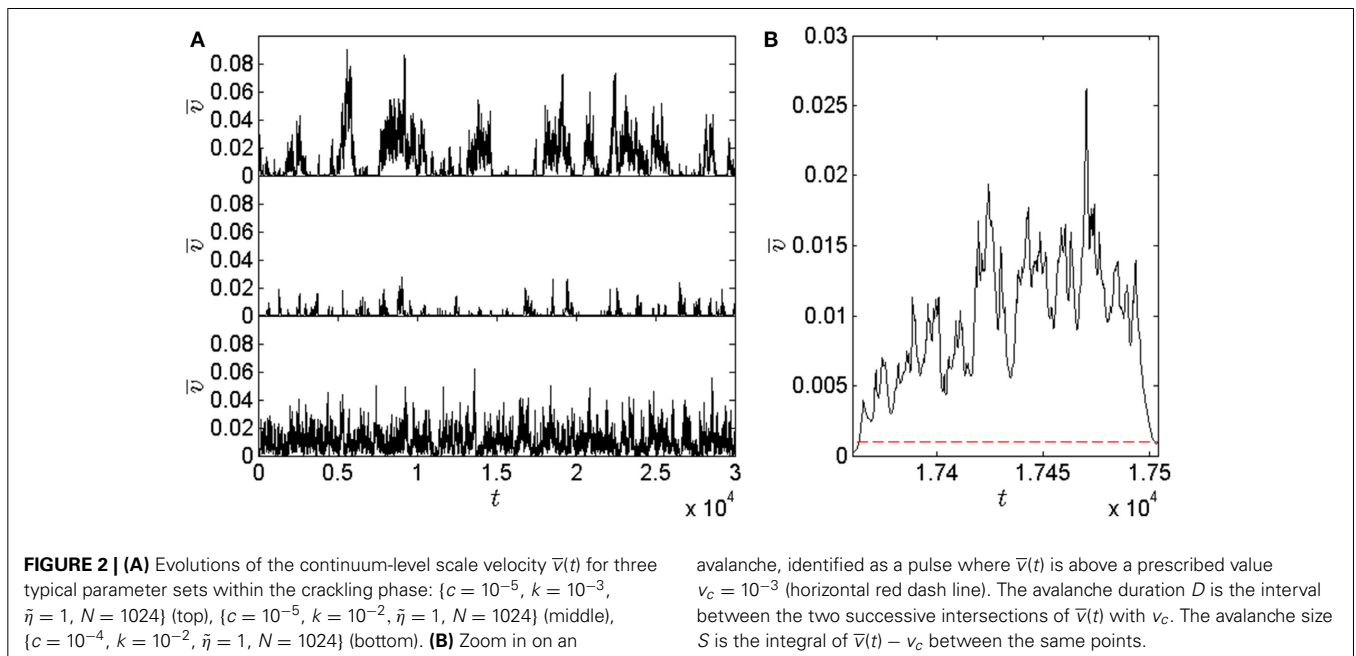 A
B
0.08
0.06
0.04
0.02
0
v̅
0.08
0.06
0.04
0.02
0
v̅
0.08
0.06
0.04
0.02
0
v̅
0 0.5 1 1.5 2 2.5 3
t
x 10⁴
0.03
0.025
0.02
0.015
0.01
0.005
0
v̅
1.74 1.745 1.75
t
x 10⁴
FIGURE 2 | (A) Evolutions of the continuum-level scale velocity v̅(t) for three
typical parameter sets within the crackling phase: {c = 10⁻⁵, k = 10⁻³,
η̃ = 1, N = 1024} (top), {c = 10⁻⁵, k = 10⁻², η̃ = 1, N = 1024} (middle),
{c = 10⁻⁴, k = 10⁻², η̃ = 1, N = 1024} (bottom). (B) Zoom in on an
avalanche, identified as a pulse where v̅(t) is above a prescribed value
v_c = 10⁻³ (horizontal red dash line). The avalanche duration D is the interval
between the two successive intersections of v̅(t) with v_c. The avalanche size
S is the integral of v̅(t) − v_c between the same points.